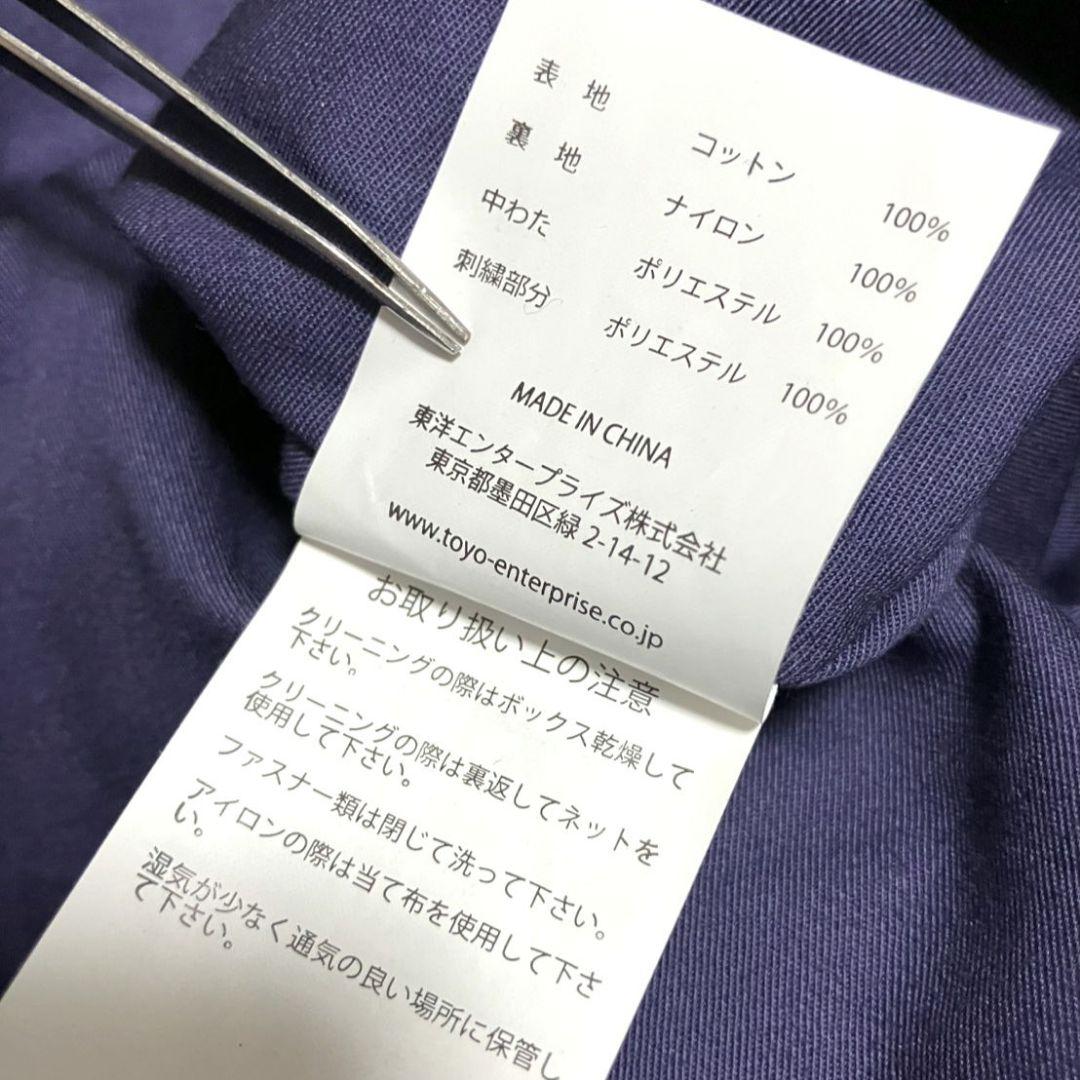 表 地 コットン 100%
裏 地 ナイロン 100%
中わた ポリエステル 100%
刺繍部分 ポリエステル 100%
MADE IN CHINA
東洋エンタープライズ株式会社
東京都墨田区緑 2-14-12
www.toyo-enterprise.co.jp
お取り扱い上の注意
クリーニングの際はボックス乾燥して
下さい。
クリーニングの際は裏返してネットを
使用して下さい。
ファスナー類は閉じて洗って下さい。
アイロンの際は当て布を使用して下さ
い。
湿気が少なく通気の良い場所に保管し
て下さい。